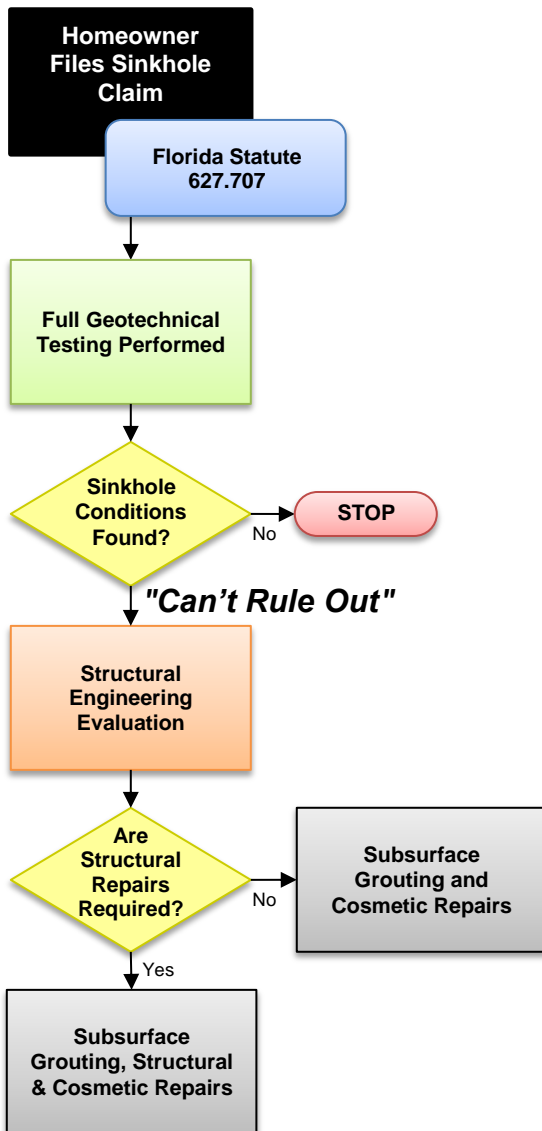 Homeowner
Files Sinkhole
Claim
Florida Statute
627.707
Full Geotechnical
Testing Performed
Sinkhole
Conditions
Found?
No
STOP
"Can’t Rule Out"
Structural
Engineering
Evaluation
Are
Structural
Repairs
Required?
No
Subsurface
Grouting and
Cosmetic Repairs
Yes
Subsurface
Grouting, Structural
& Cosmetic Repairs